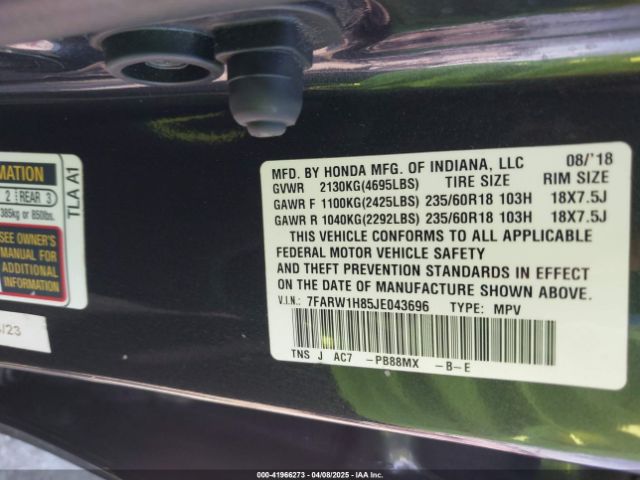 MATION
2 REAR 3
385kg or 850lbs.
SEE OWNER'S
MANUAL FOR
ADDITIONAL
INFORMATION
TLA A1
/23
MFD. BY HONDA MFG. OF INDIANA, LLC 08/'18
GVWR 2130KG(4695LBS) TIRE SIZE RIM SIZE
GAWR F 1100KG(2425LBS) 235/60R18 103H 18X7.5J
GAWR R 1040KG(2292LBS) 235/60R18 103H 18X7.5J
THIS VEHICLE CONFORMS TO ALL APPLICABLE
FEDERAL MOTOR VEHICLE SAFETY
AND THEFT PREVENTION STANDARDS IN EFFECT
ON THE DATE OF MANUFACTURE SHOWN ABOVE.
V.I.N.: 7FARW1H85JE043696 TYPE: MPV
TNS J AC7 -PB88MX -B-E
000-41966273 - 04/08/2025 - IAA Inc.